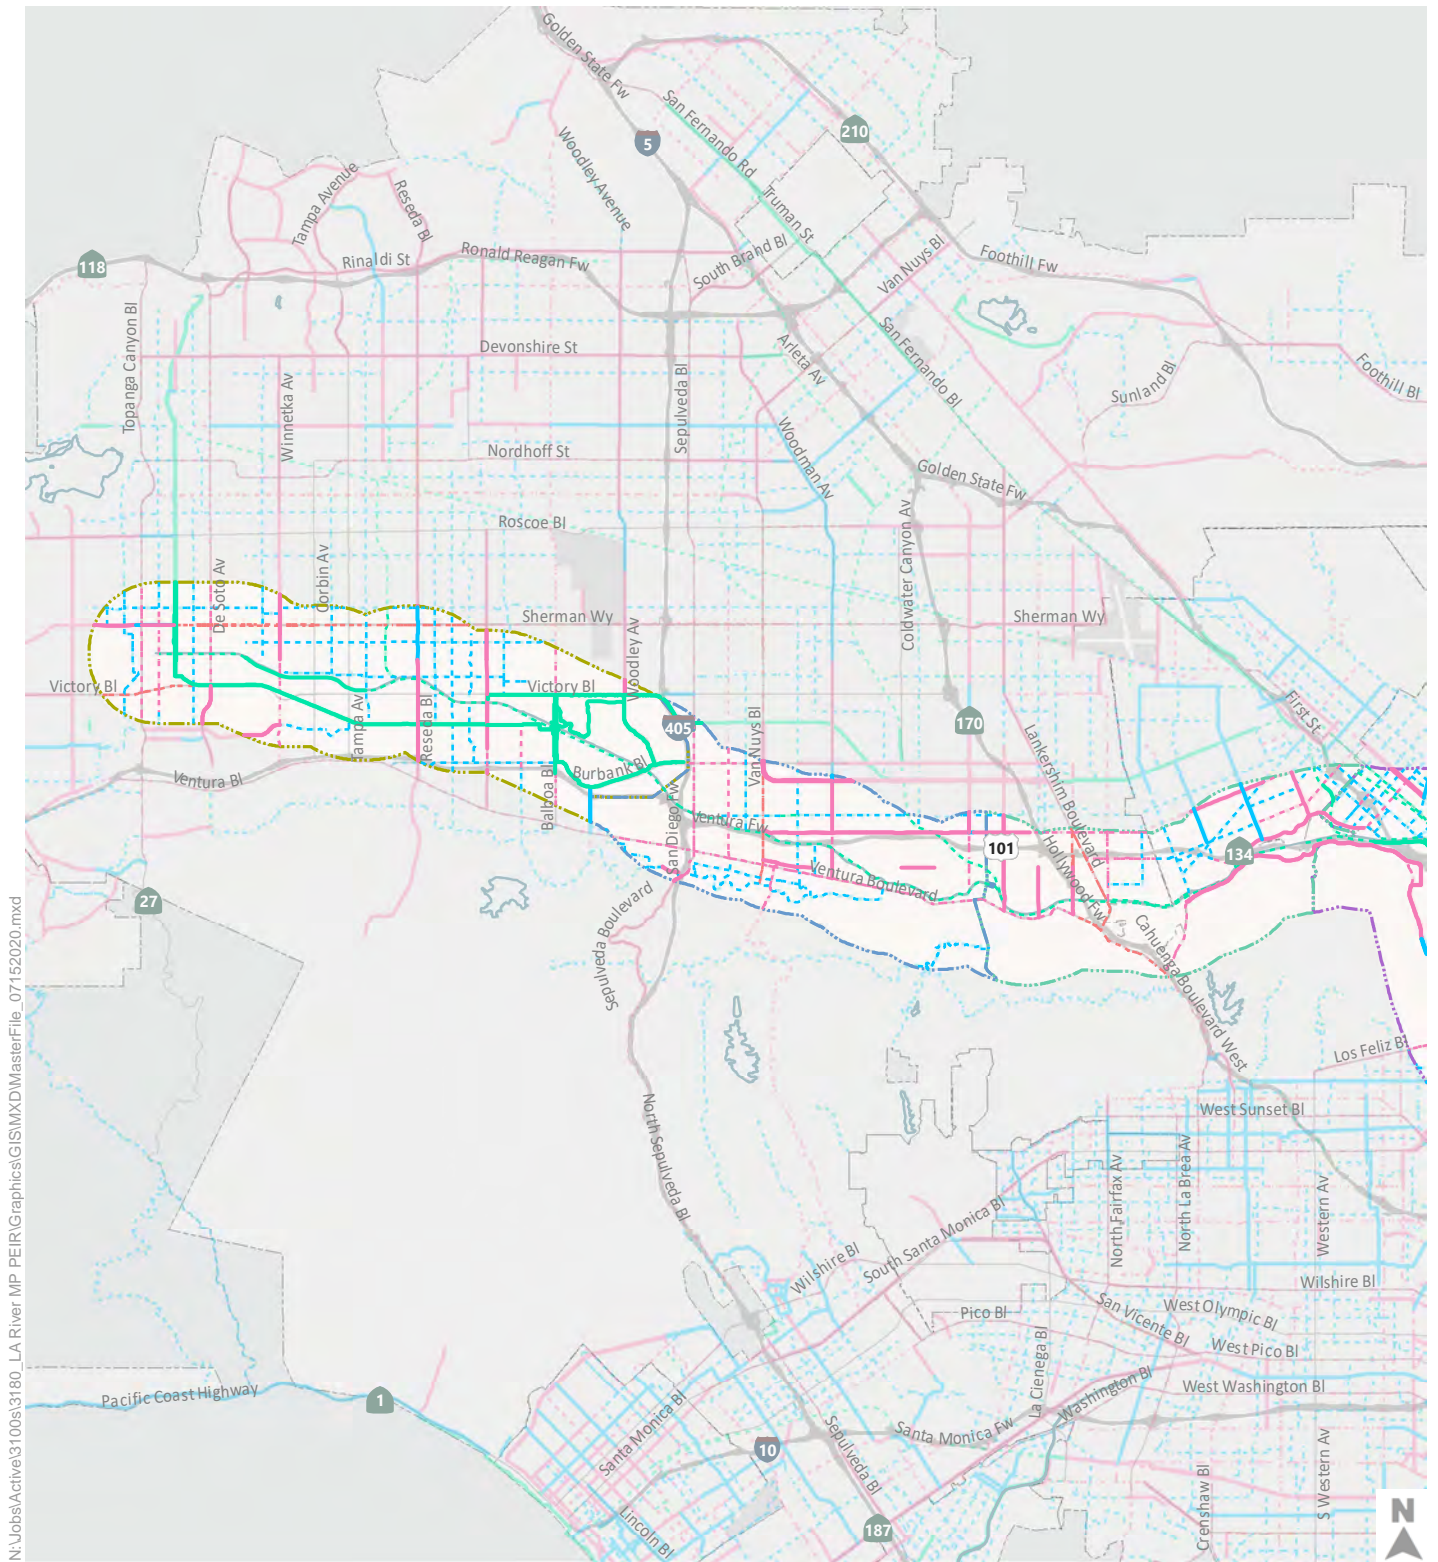 Golden State Fw
San Fernando Rd
210
5
Woodley Avenue
Tampa Avenue
Reseda Bl
Truman St
118
Rinaldi St
Ronald Reagan Fw
South Brand Bl
Van Nuys Bl
Foothill Fw
Topanga Canyon Bl
Devonshire St
Arleta Av
San Fernando Bl
Sunland Bl
Foothill Bl
Winnetka Av
Sepulveda Bl
Woodman Av
Nordhoff St
Golden State Fw
Roscoe Bl
Coldwater Canyon Av
De Soto Av
Corbin Av
Sherman Wy
Sherman Wy
Woodley Av
Victory Bl
Victory Bl
First St
Tampa Av
Reseda Bl
405
Van Nuys Bl
170
Lankershim Boulevard
Ventura Bl
Burbank Bl
Balboa Bl
San Diego Fw
Ventura Fw
101
134
Hollywood Fw
Ventura Boulevard
27
Sepulveda Boulevard
Cahuenga Boulevard West
Los Feliz Bl
North Sepulveda Bl
West Sunset Bl
North Fairfax Av
North La Brea Av
Western Av
South Santa Monica Bl
Wilshire Bl
Wilshire Bl
Pico Bl
San Vicente Bl
West Olympic Bl
West Pico Bl
La Cienega Bl
Washington Bl
West Washington Bl
Pacific Coast Highway
1
Santa Monica Bl
Santa Monica Fw
10
Sepulveda Bl
Lincoln Bl
187
Crenshaw Bl
S Western Av
N
N:\Jobs\Active\3100s\3180_LA River MP PEIR\Graphics\GIS\MXD\MasterFile_07152020.mxd